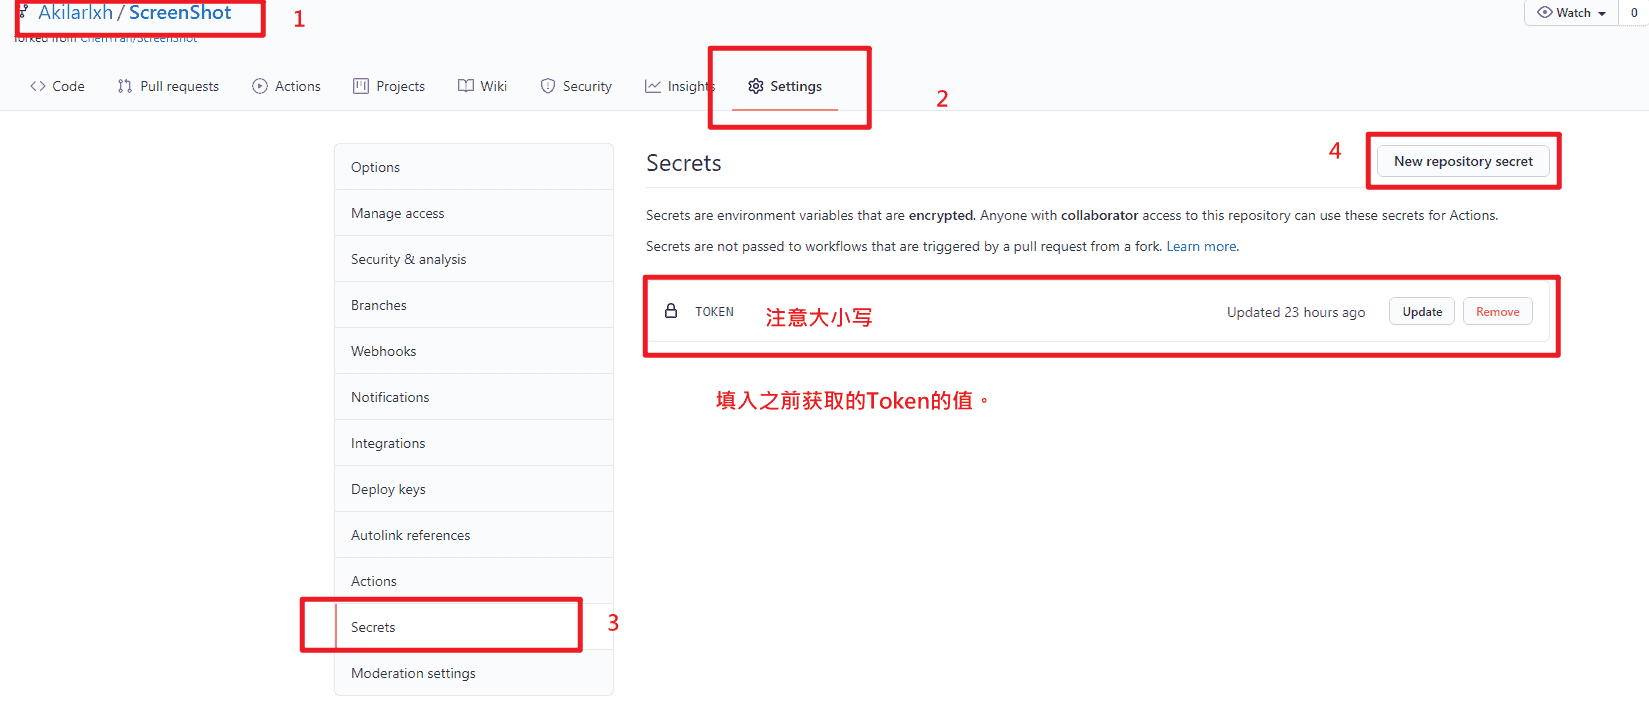 Akilarlxh / ScreenShot
1
Watch
0
forked from ChenYFan/ScreenShot
Code
Pull requests
Actions
Projects
Wiki
Security
Insights
Settings
2
Options
Manage access
Security & analysis
Branches
Webhooks
Notifications
Integrations
Deploy keys
Autolink references
Actions
Secrets
3
Moderation settings
Secrets
4
New repository secret
Secrets are environment variables that are encrypted. Anyone with collaborator access to this repository can use these secrets for Actions.
Secrets are not passed to workflows that are triggered by a pull request from a fork. Learn more.
TOKEN
注意大小写
Updated 23 hours ago
Update
Remove
填入之前获取的Token的值。